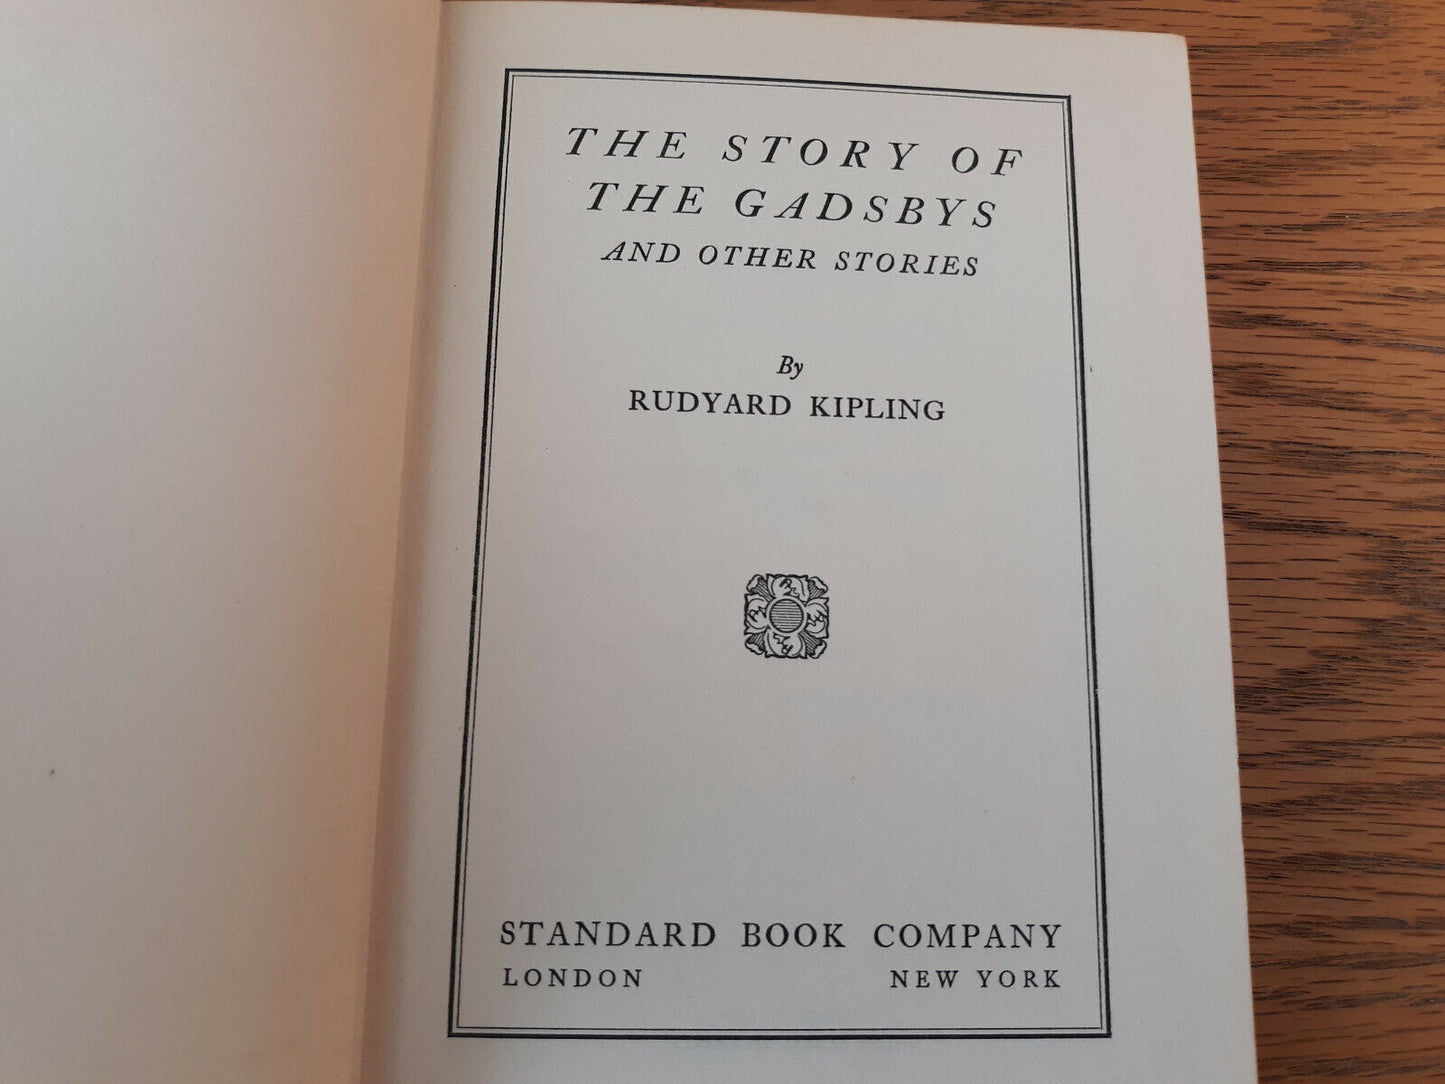 THE STORY OF
THE GADSBYS
AND OTHER STORIES
By
RUDYARD KIPLING
STANDARD BOOK COMPANY
LONDON NEW YORK